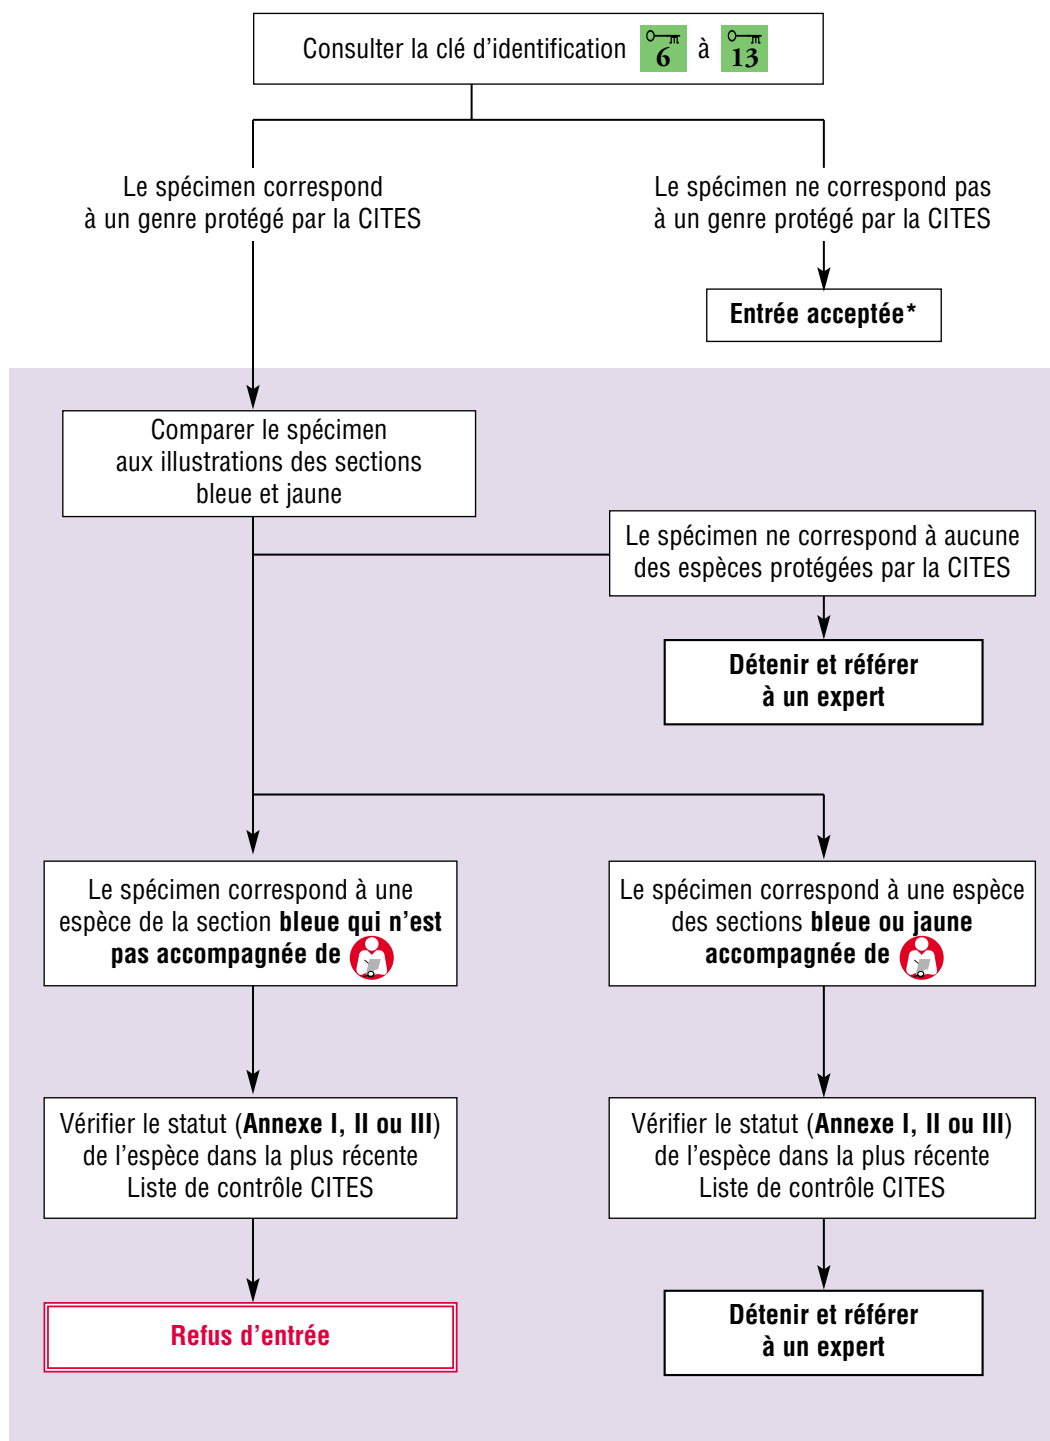 Consulter la clé d'identification 6 à 13
Le spécimen correspond
à un genre protégé par la CITES
Le spécimen ne correspond pas
à un genre protégé par la CITES
Entrée acceptée*
Comparer le spécimen
aux illustrations des sections
bleue et jaune
Le spécimen ne correspond à aucune
des espèces protégées par la CITES
Détenir et référer
à un expert
Le spécimen correspond à une
espèce de la section bleue qui n'est
pas accompagnée de
Le spécimen correspond à une espèce
des sections bleue ou jaune
accompagnée de
Vérifier le statut (Annexe I, II ou III)
de l'espèce dans la plus récente
Liste de contrôle CITES
Vérifier le statut (Annexe I, II ou III)
de l'espèce dans la plus récente
Liste de contrôle CITES
Refus d'entrée
Détenir et référer
à un expert